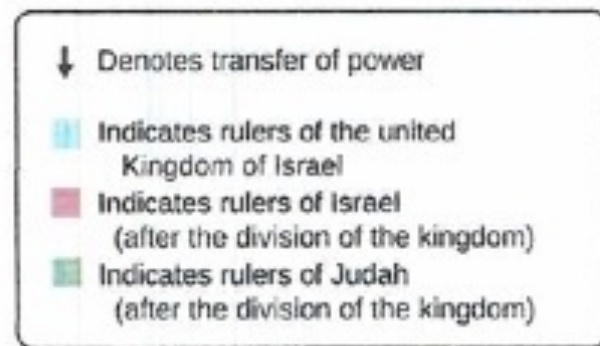 Denotes transfer of power
Indicates rulers of the united
Kingdom of Israel
Indicates rulers of Israel
(after the division of the kingdom)
Indicates rulers of Judah
(after the division of the kingdom)